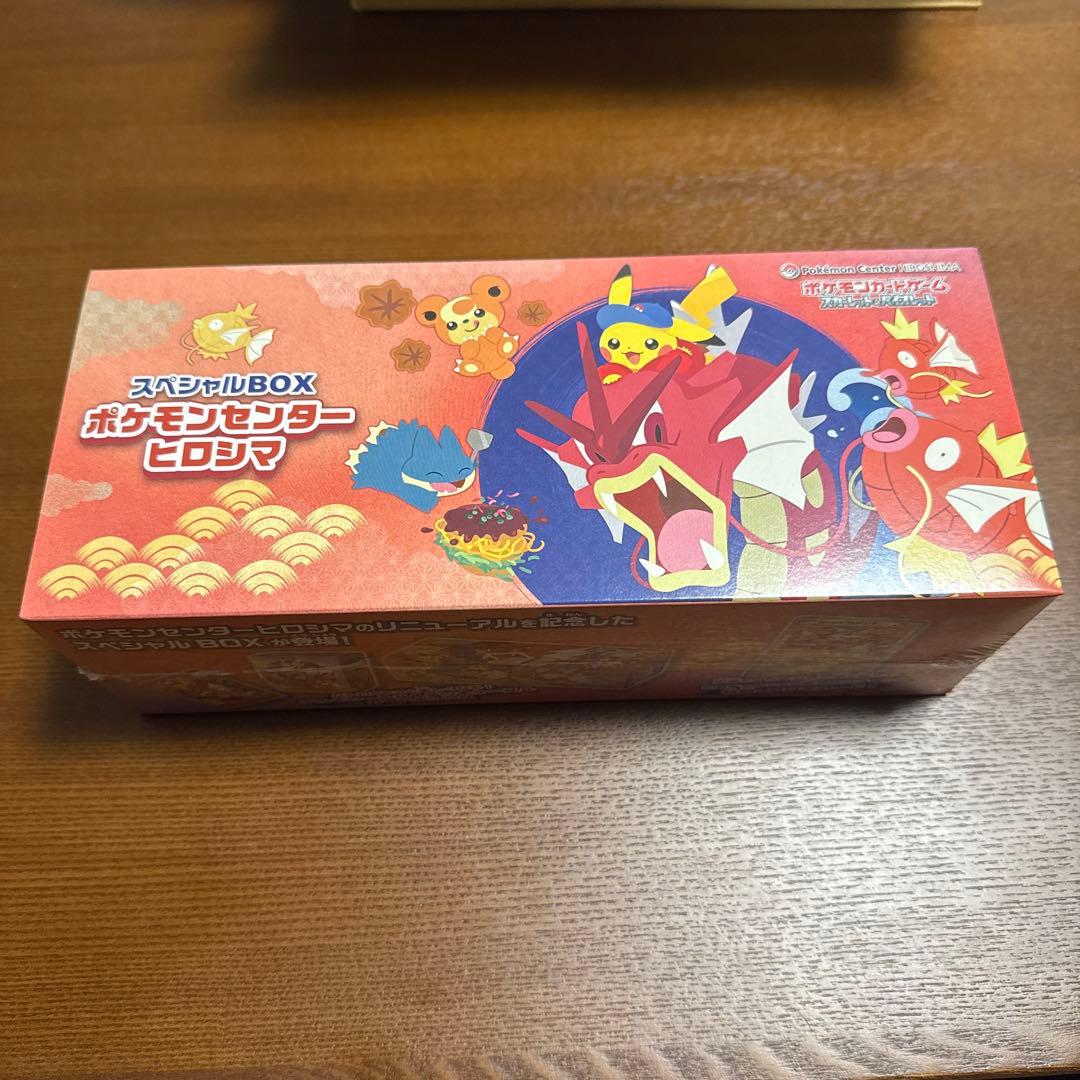 スペシャルBOX
ポケモンセンター
ヒロシマ
Pokémon Center HIROSHIMA
ポケモンカードゲーム
スカーレット&バイオレット
ポケモンセンターヒロシマのリニューアルを記念した
スペシャルBOXが登場!